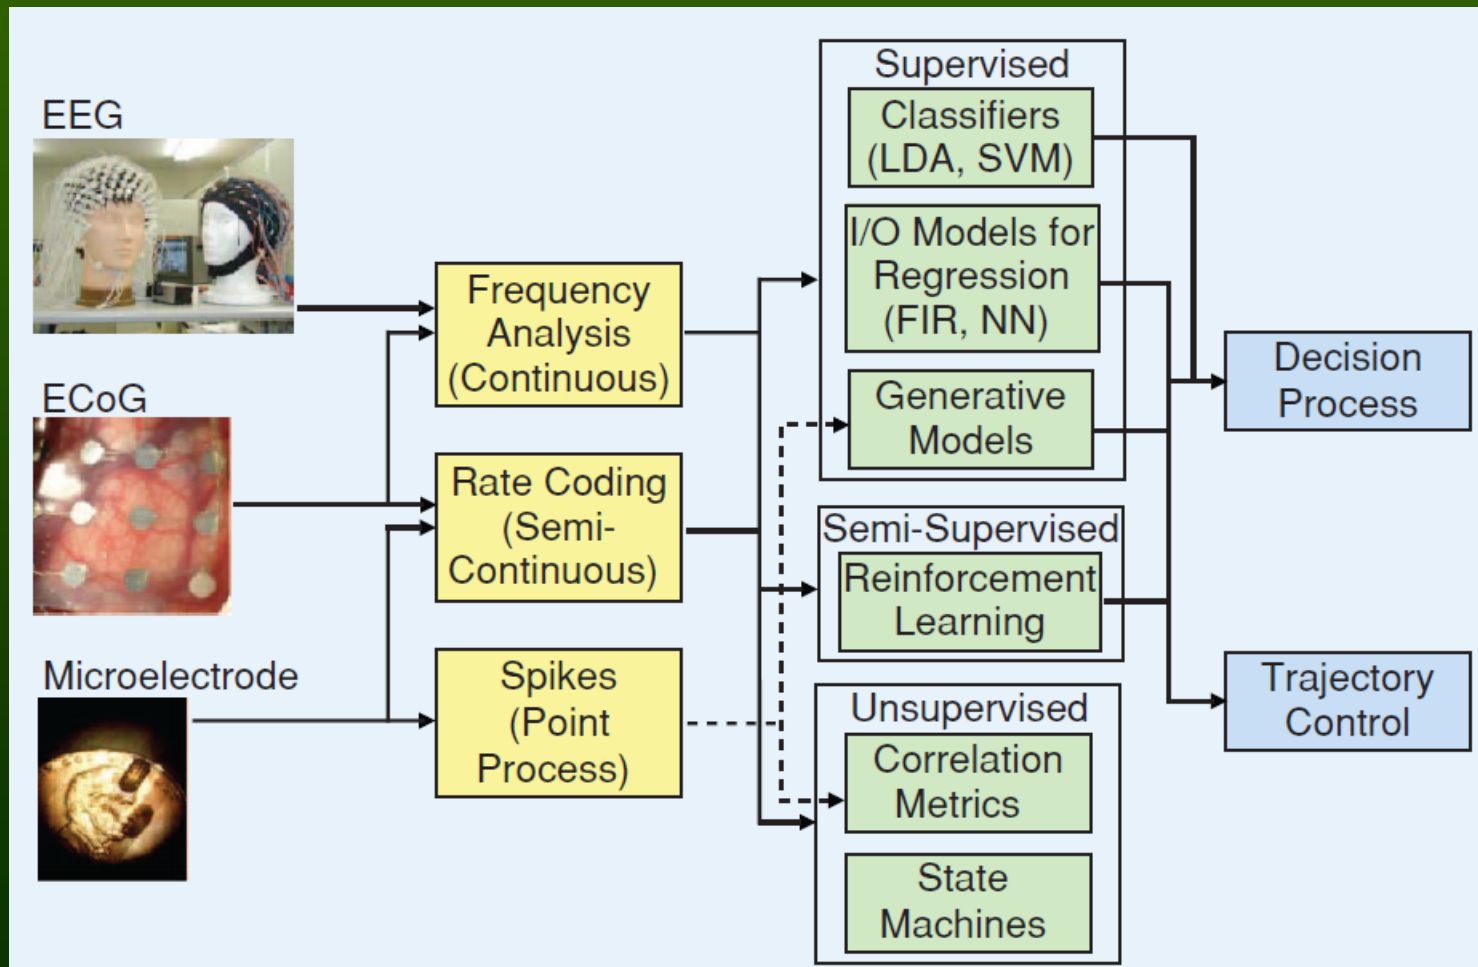 EEG
ECoG
Microelectrode
Frequency
Analysis
(Continuous)
Rate Coding
(Semi-
Continuous)
Spikes
(Point
Process)
Supervised
Classifiers
(LDA, SVM)
I/O Models for
Regression
(FIR, NN)
Generative
Models
Semi-Supervised
Reinforcement
Learning
Unsupervised
Correlation
Metrics
State
Machines
Decision
Process
Trajectory
Control